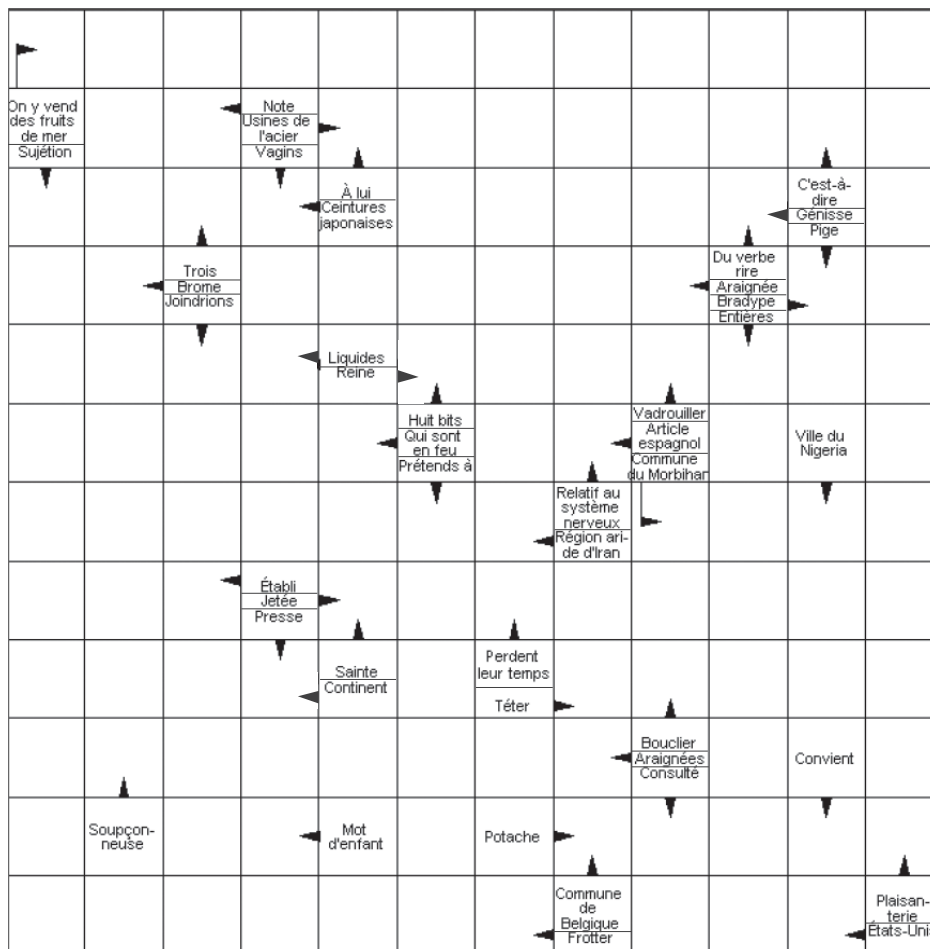 On y vend
des fruits
de mer
Sujétion
Note
Usines de
l'acier
Vagins
À lui
Ceintures
japonaises
C'est-à-
dire
Génisse
Pige
Trois
Brome
Joindrions
Du verbe
rire
Araignée
Bradype
Entières
Liquides
Reine
Huit bits
Qui sont
en feu
Prétends à
Vadrouiller
Article
espagnol
Commune
du Morbihan
Ville du
Nigeria
Relatif au
système
nerveux
Région ari-
de d'Iran
Établi
Jetée
Presse
Sainte
Continent
Perdent
leur temps
Téter
Bouclier
Araignées
Consulté
Convient
Soupçon-
neuse
Mot
d'enfant
Potache
Commune
de
Belgique
Frotter
Plaisan-
terie
États-Unis